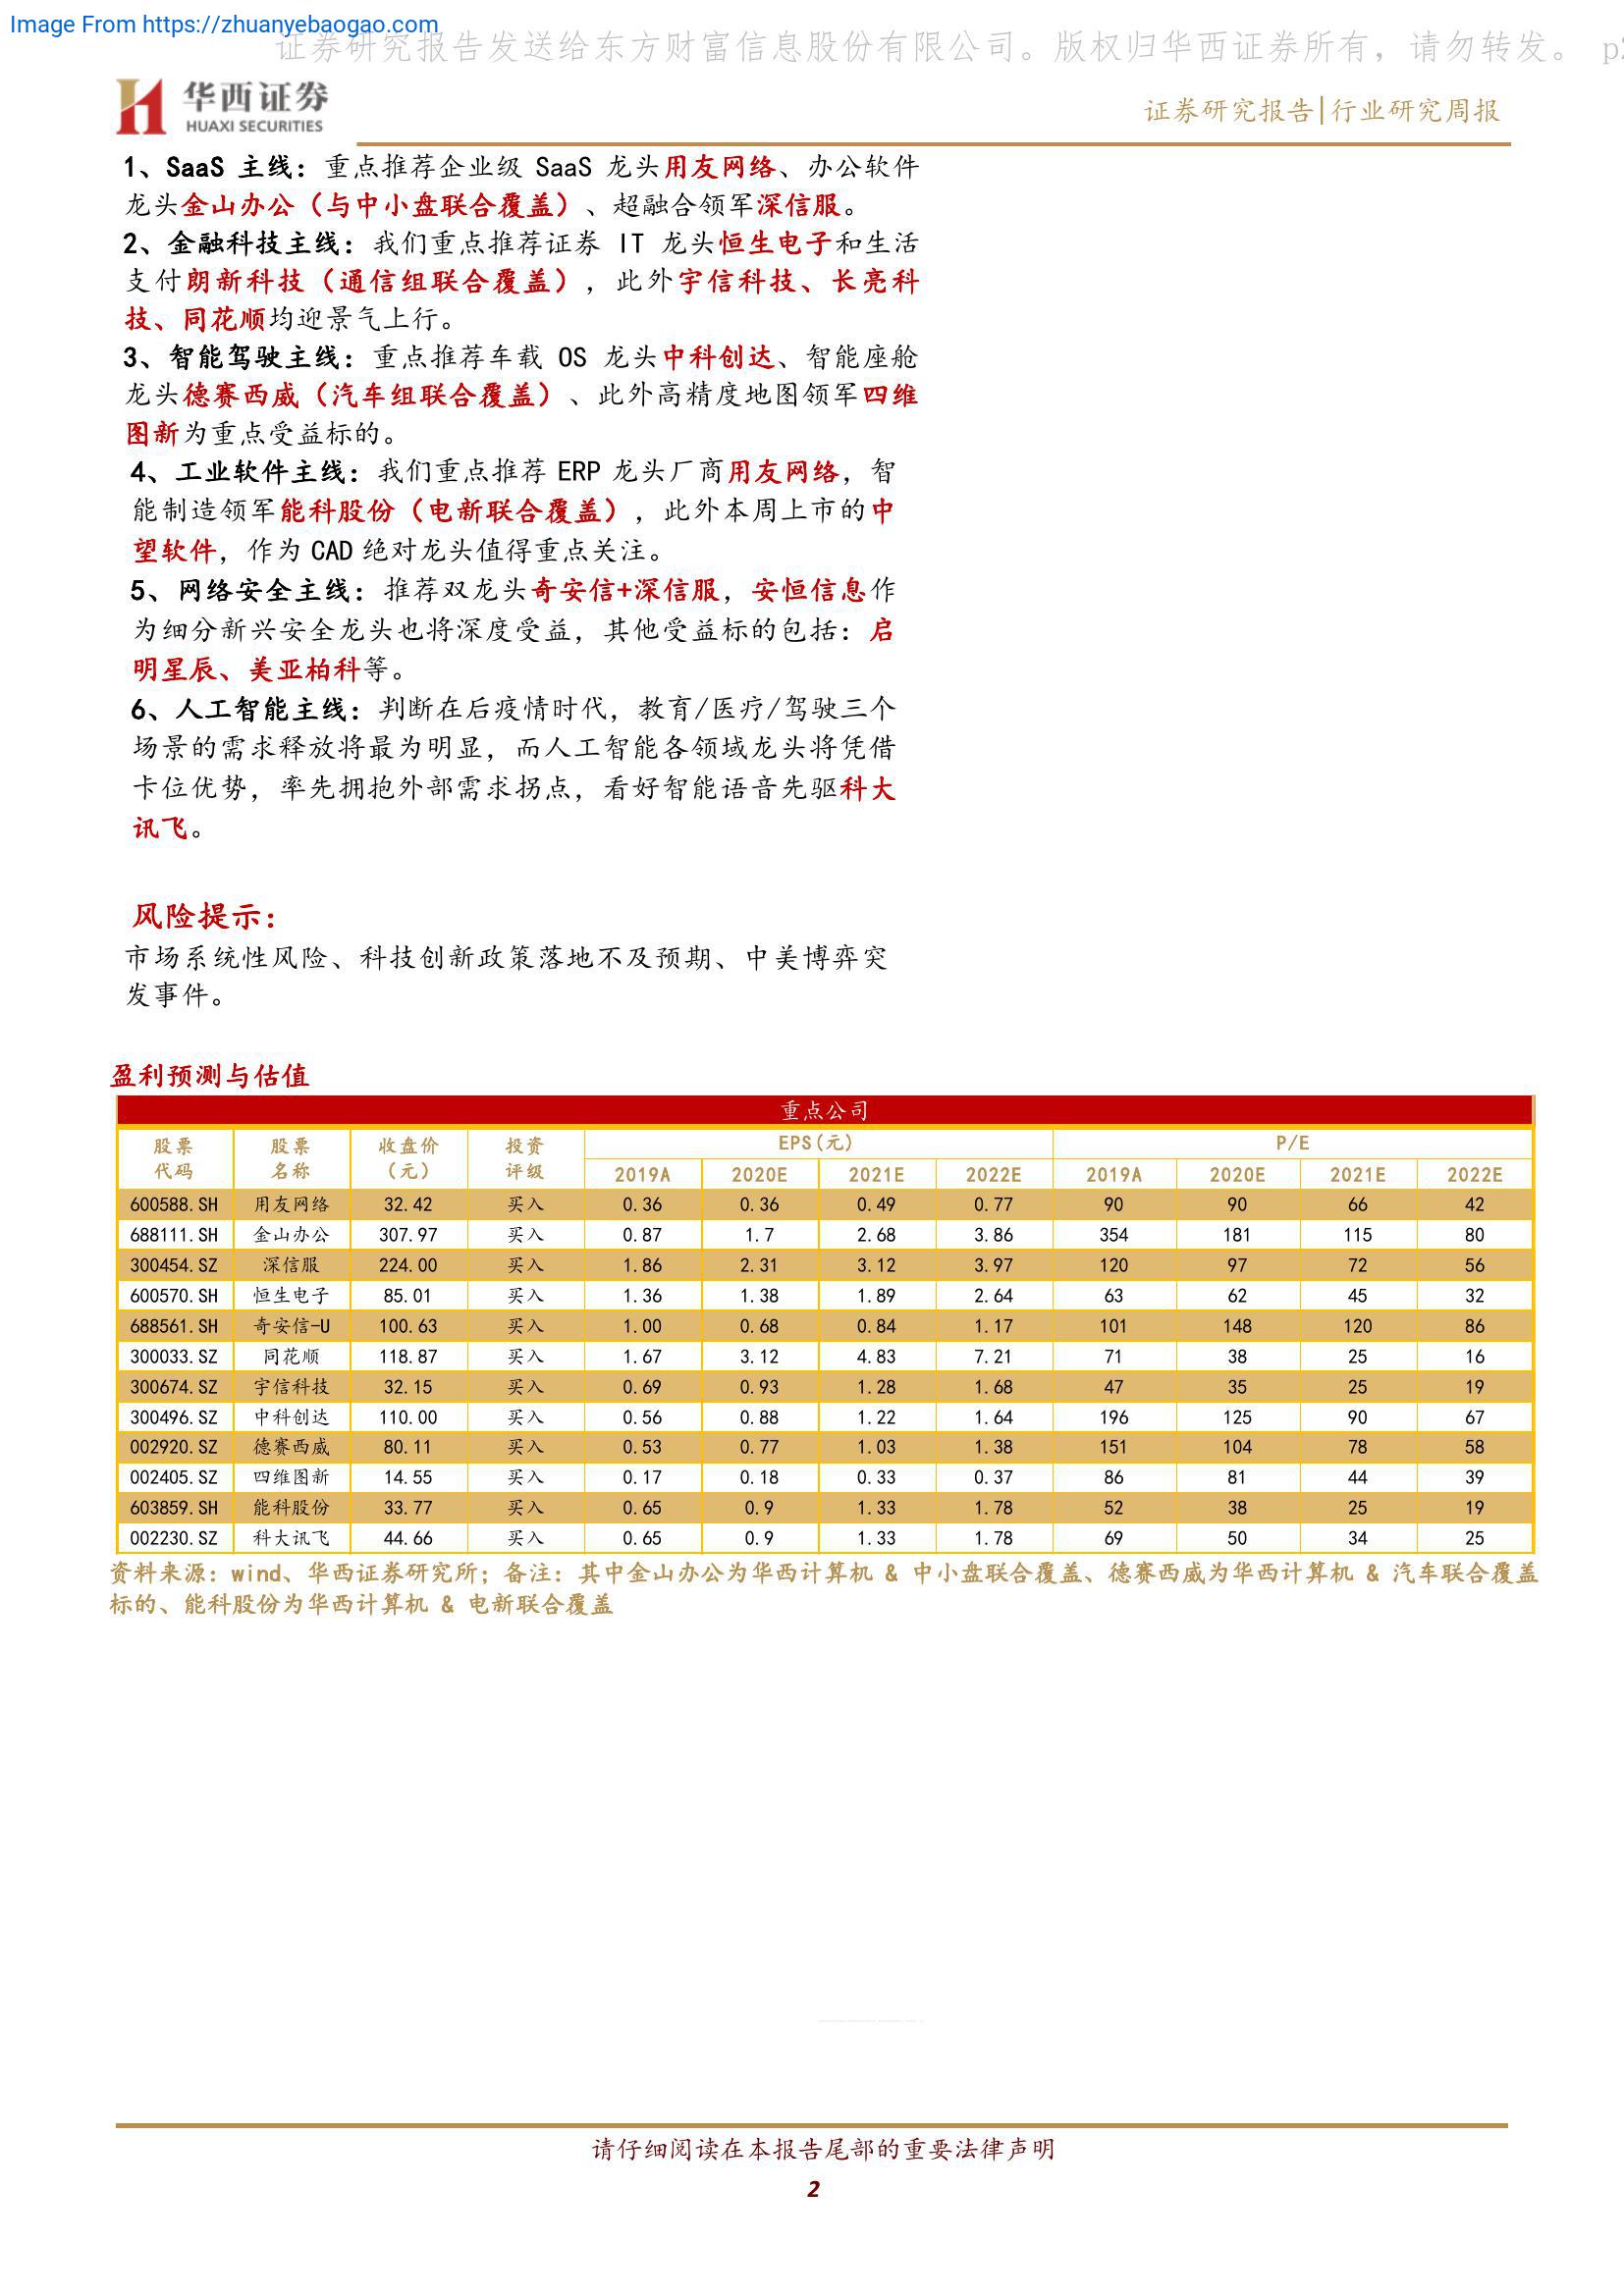 Image From https://zhuanyebaogao.com
证券研究报告发送给东方财富信息股份有限公司。版权归华西证券所有，请勿转发。 p2
华西证券
HUAXI SECURITIES
证券研究报告|行业研究周报
1、SaaS 主线：重点推荐企业级 SaaS 龙头用友网络、办公软件
龙头金山办公（与中小盘联合覆盖）、超融合领军深信服。
2、金融科技主线：我们重点推荐证券 IT 龙头恒生电子和生活
支付朗新科技（通信组联合覆盖），此外宇信科技、长亮科
技、同花顺均迎景气上行。
3、智能驾驶主线：重点推荐车载 OS 龙头中科创达、智能座舱
龙头德赛西威（汽车组联合覆盖）、此外高精度地图领军四维
图新为重点受益标的。
4、工业软件主线：我们重点推荐 ERP 龙头厂商用友网络，智
能制造领军能科股份（电新联合覆盖），此外本周上市的中
望软件，作为 CAD 绝对龙头值得重点关注。
5、网络安全主线：推荐双龙头奇安信+深信服，安恒信息作
为细分新兴安全龙头也将深度受益，其他受益标的包括：启
明星辰、美亚柏科等。
6、人工智能主线：判断在后疫情时代，教育/医疗/驾驶三个
场景的需求释放将最为明显，而人工智能各领域龙头将凭借
卡位优势，率先拥抱外部需求拐点，看好智能语音先驱科大
讯飞。
风险提示：
市场系统性风险、科技创新政策落地不及预期、中美博弈突
发事件。
盈利预测与估值
重点公司
股票 股票 收盘价 投资 EPS(元) P/E
代码 名称 （元） 评级 2019A 2020E 2021E 2022E 2019A 2020E 2021E 2022E
600588.SH 用友网络 32.42 买入 0.36 0.36 0.49 0.77 90 90 66 42
688111.SH 金山办公 307.97 买入 0.87 1.7 2.68 3.86 354 181 115 80
300454.SZ 深信服 224.00 买入 1.86 2.31 3.12 3.97 120 97 72 56
600570.SH 恒生电子 85.01 买入 1.36 1.38 1.89 2.64 63 62 45 32
688561.SH 奇安信-U 100.63 买入 1.00 0.68 0.84 1.17 101 148 120 86
300033.SZ 同花顺 118.87 买入 1.67 3.12 4.83 7.21 71 38 25 16
300674.SZ 宇信科技 32.15 买入 0.69 0.93 1.28 1.68 47 35 25 19
300496.SZ 中科创达 110.00 买入 0.56 0.88 1.22 1.64 196 125 90 67
002920.SZ 德赛西威 80.11 买入 0.53 0.77 1.03 1.38 151 104 78 58
002405.SZ 四维图新 14.55 买入 0.17 0.18 0.33 0.37 86 81 44 39
603859.SH 能科股份 33.77 买入 0.65 0.9 1.33 1.78 52 38 25 19
002230.SZ 科大讯飞 44.66 买入 0.65 0.9 1.33 1.78 69 50 34 25
资料来源：wind、华西证券研究所；备注：其中金山办公为华西计算机 & 中小盘联合覆盖、德赛西威为华西计算机 & 汽车联合覆盖
标的、能科股份为华西计算机 & 电新联合覆盖
请仔细阅读在本报告尾部的重要法律声明
2